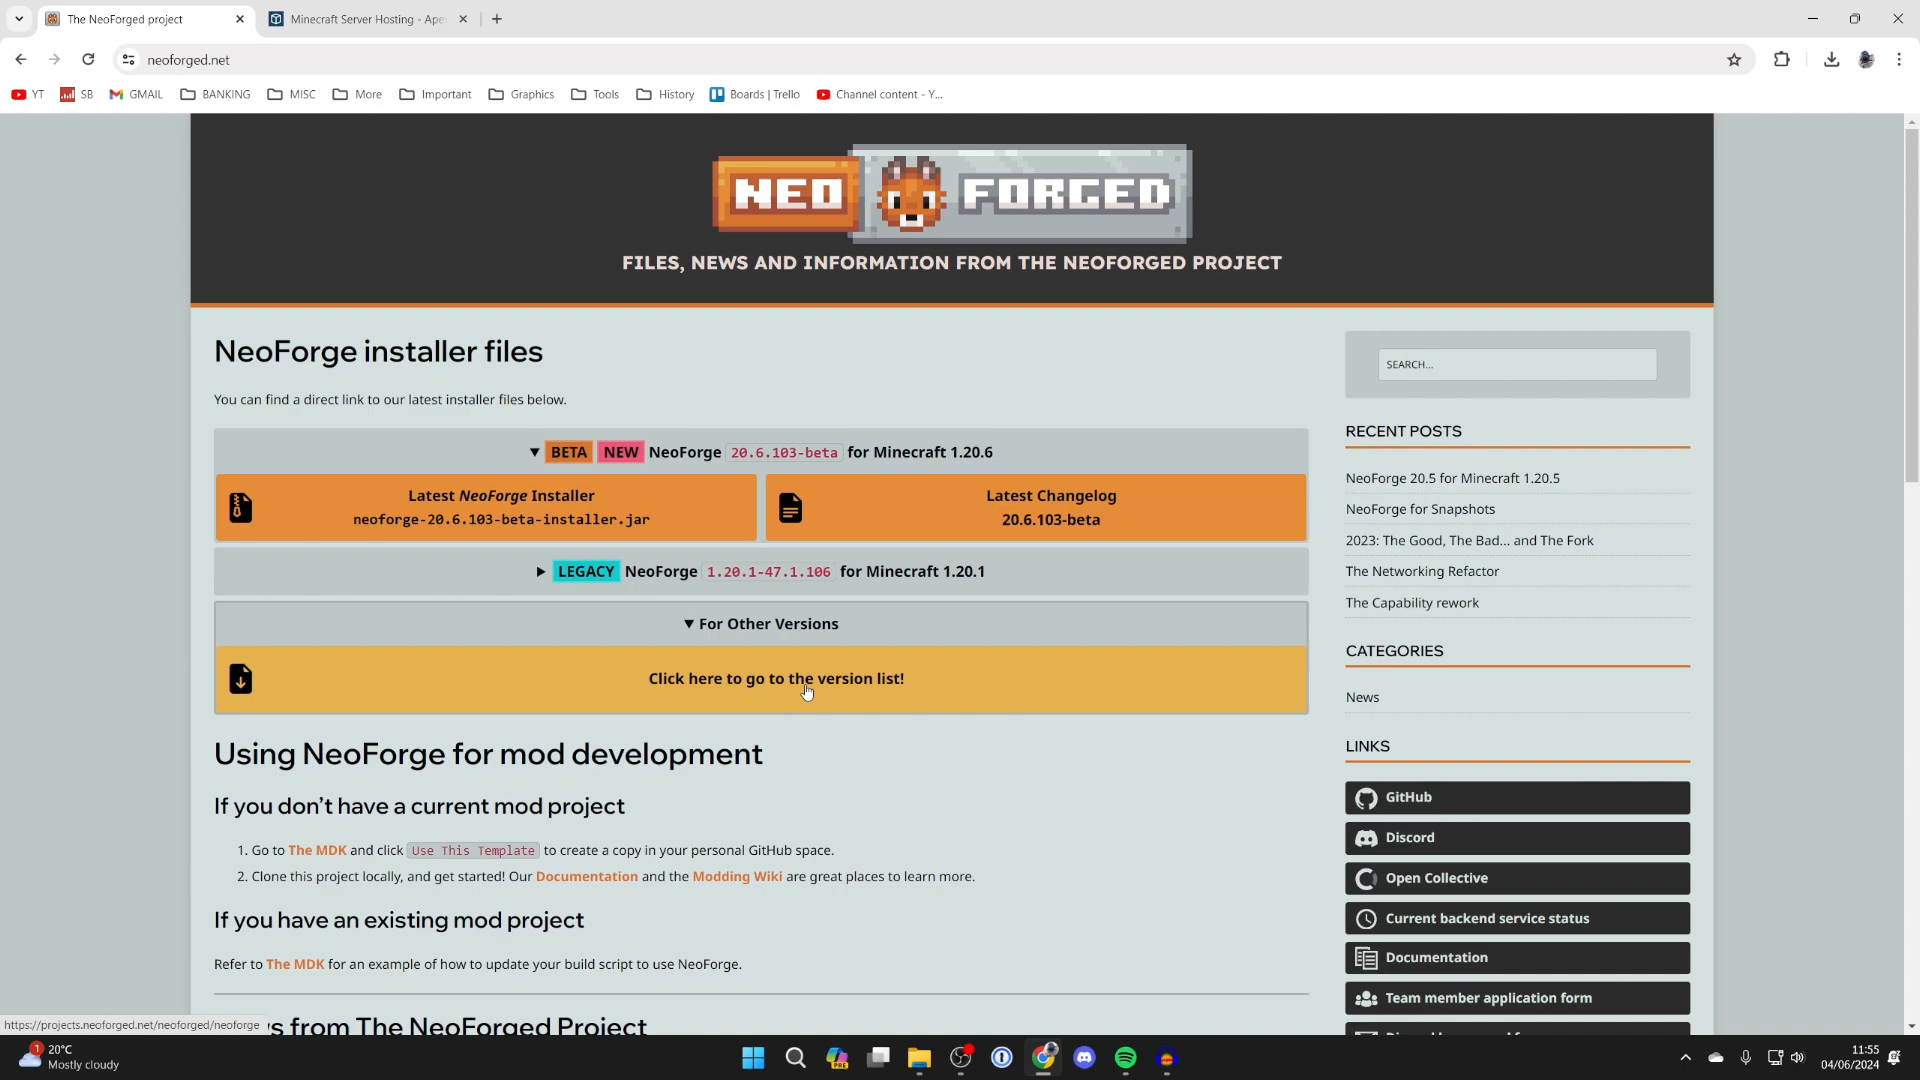 The NeoForged project
Minecraft Server Hosting - Ape
neoforged.net
YT
SB
GMAIL
BANKING
MISC
More
Important
Graphics
Tools
History
Boards | Trello
Channel content - Y...
NEO FORGED
FILES, NEWS AND INFORMATION FROM THE NEOFORGED PROJECT
NeoForge installer files
You can find a direct link to our latest installer files below.
▼ BETA NEW NeoForge 20.6.103-beta for Minecraft 1.20.6
Latest NeoForge Installer
neoforge-20.6.103-beta-installer.jar
Latest Changelog
20.6.103-beta
▶ LEGACY NeoForge 1.20.1-47.1.106 for Minecraft 1.20.1
▼ For Other Versions
Click here to go to the version list!
Using NeoForge for mod development
If you don't have a current mod project
1. Go to The MDK and click Use This Template to create a copy in your personal GitHub space.
2. Clone this project locally, and get started! Our Documentation and the Modding Wiki are great places to learn more.
If you have an existing mod project
Refer to The MDK for an example of how to update your build script to use NeoForge.
s from The NeoForged Project
SEARCH...
RECENT POSTS
NeoForge 20.5 for Minecraft 1.20.5
NeoForge for Snapshots
2023: The Good, The Bad... and The Fork
The Networking Refactor
The Capability rework
CATEGORIES
News
LINKS
GitHub
Discord
Open Collective
Current backend service status
Documentation
Team member application form
https://projects.neoforged.net/neoforged/neoforge
1
20°C
Mostly cloudy
PRE
11:55
04/06/2024